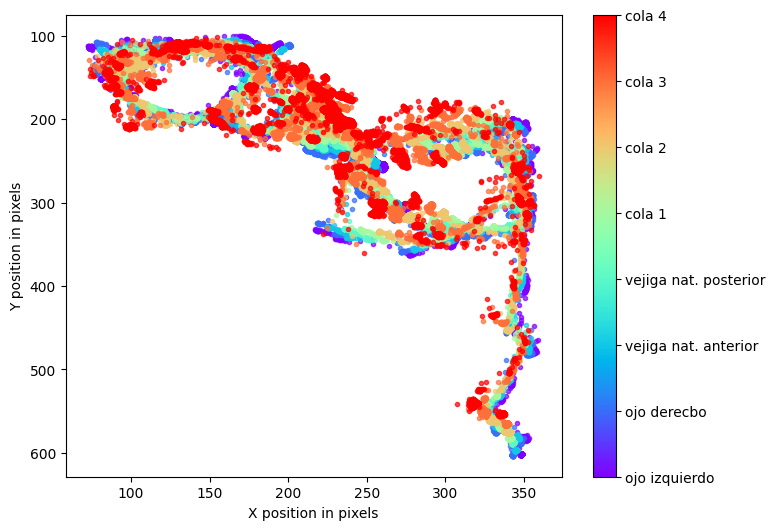 Y position in pixels
100
200
300
400
500
600
100
150
200
250
300
350
X position in pixels
cola 4
cola 3
cola 2
cola 1
vejiga nat. posterior
vejiga nat. anterior
ojo derecbo
ojo izquierdo